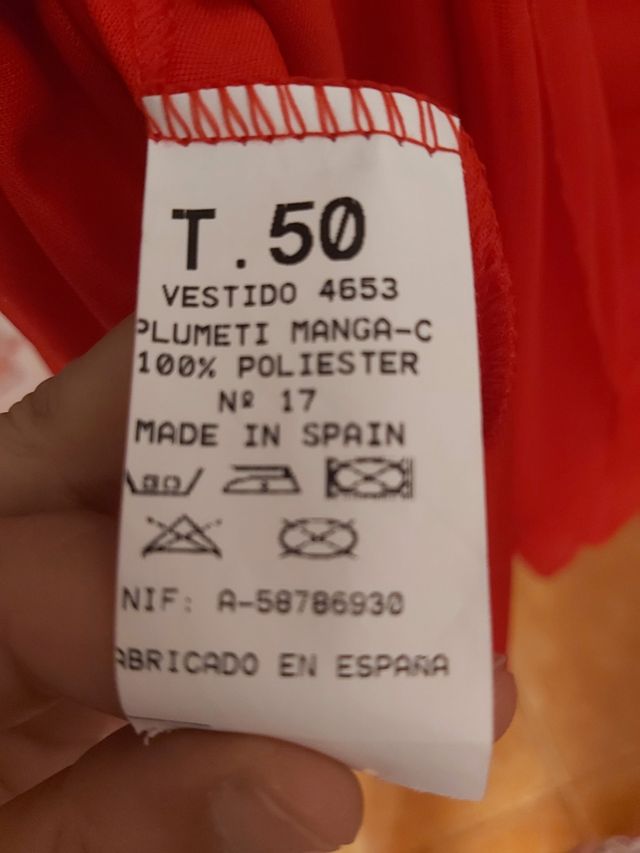 T.50
VESTIDO 4653
PLUMETI MANGA-C
100% POLIESTER
Nº 17
MADE IN SPAIN
NIF: A-58786930
ABRICADO EN ESPAÑA